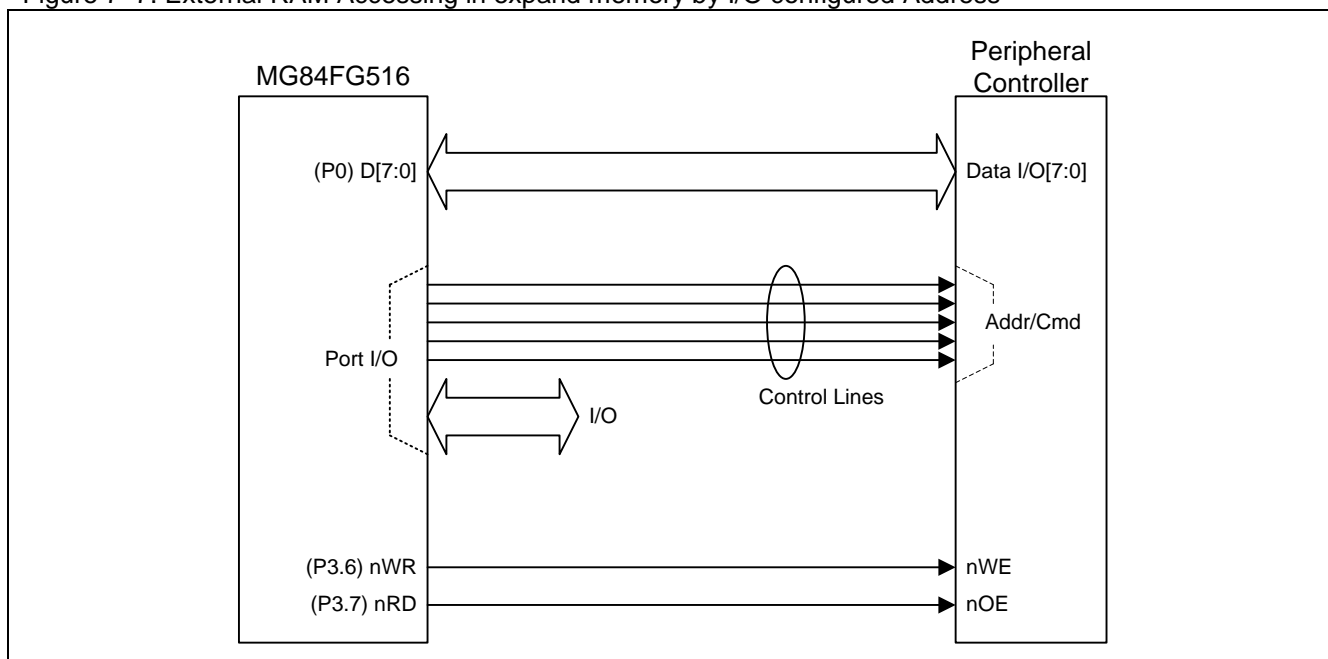 Figure 7–7. External RAM Accessing in expand memory by I/O configured Address
MG84FG516
Peripheral
Controller
(P0) D[7:0]
Data I/O[7:0]
Port I/O
Addr/Cmd
Control Lines
I/O
(P3.6) nWR
nWE
(P3.7) nRD
nOE